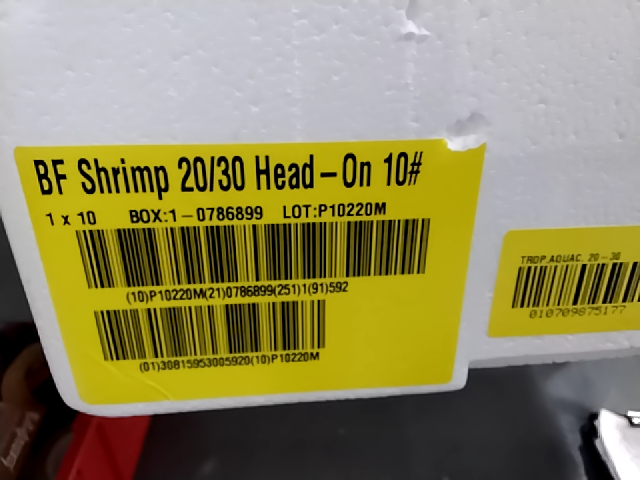 BF Shrimp 20/30 Head-On 10#
1 x 10 BOX:1-0786899 LOT:P10220M
(10)P10220M(21)0786899(251)1(91)592
(01)30815953005920(10)P10220M
TROP.AQUAC. 20-30
010709875177